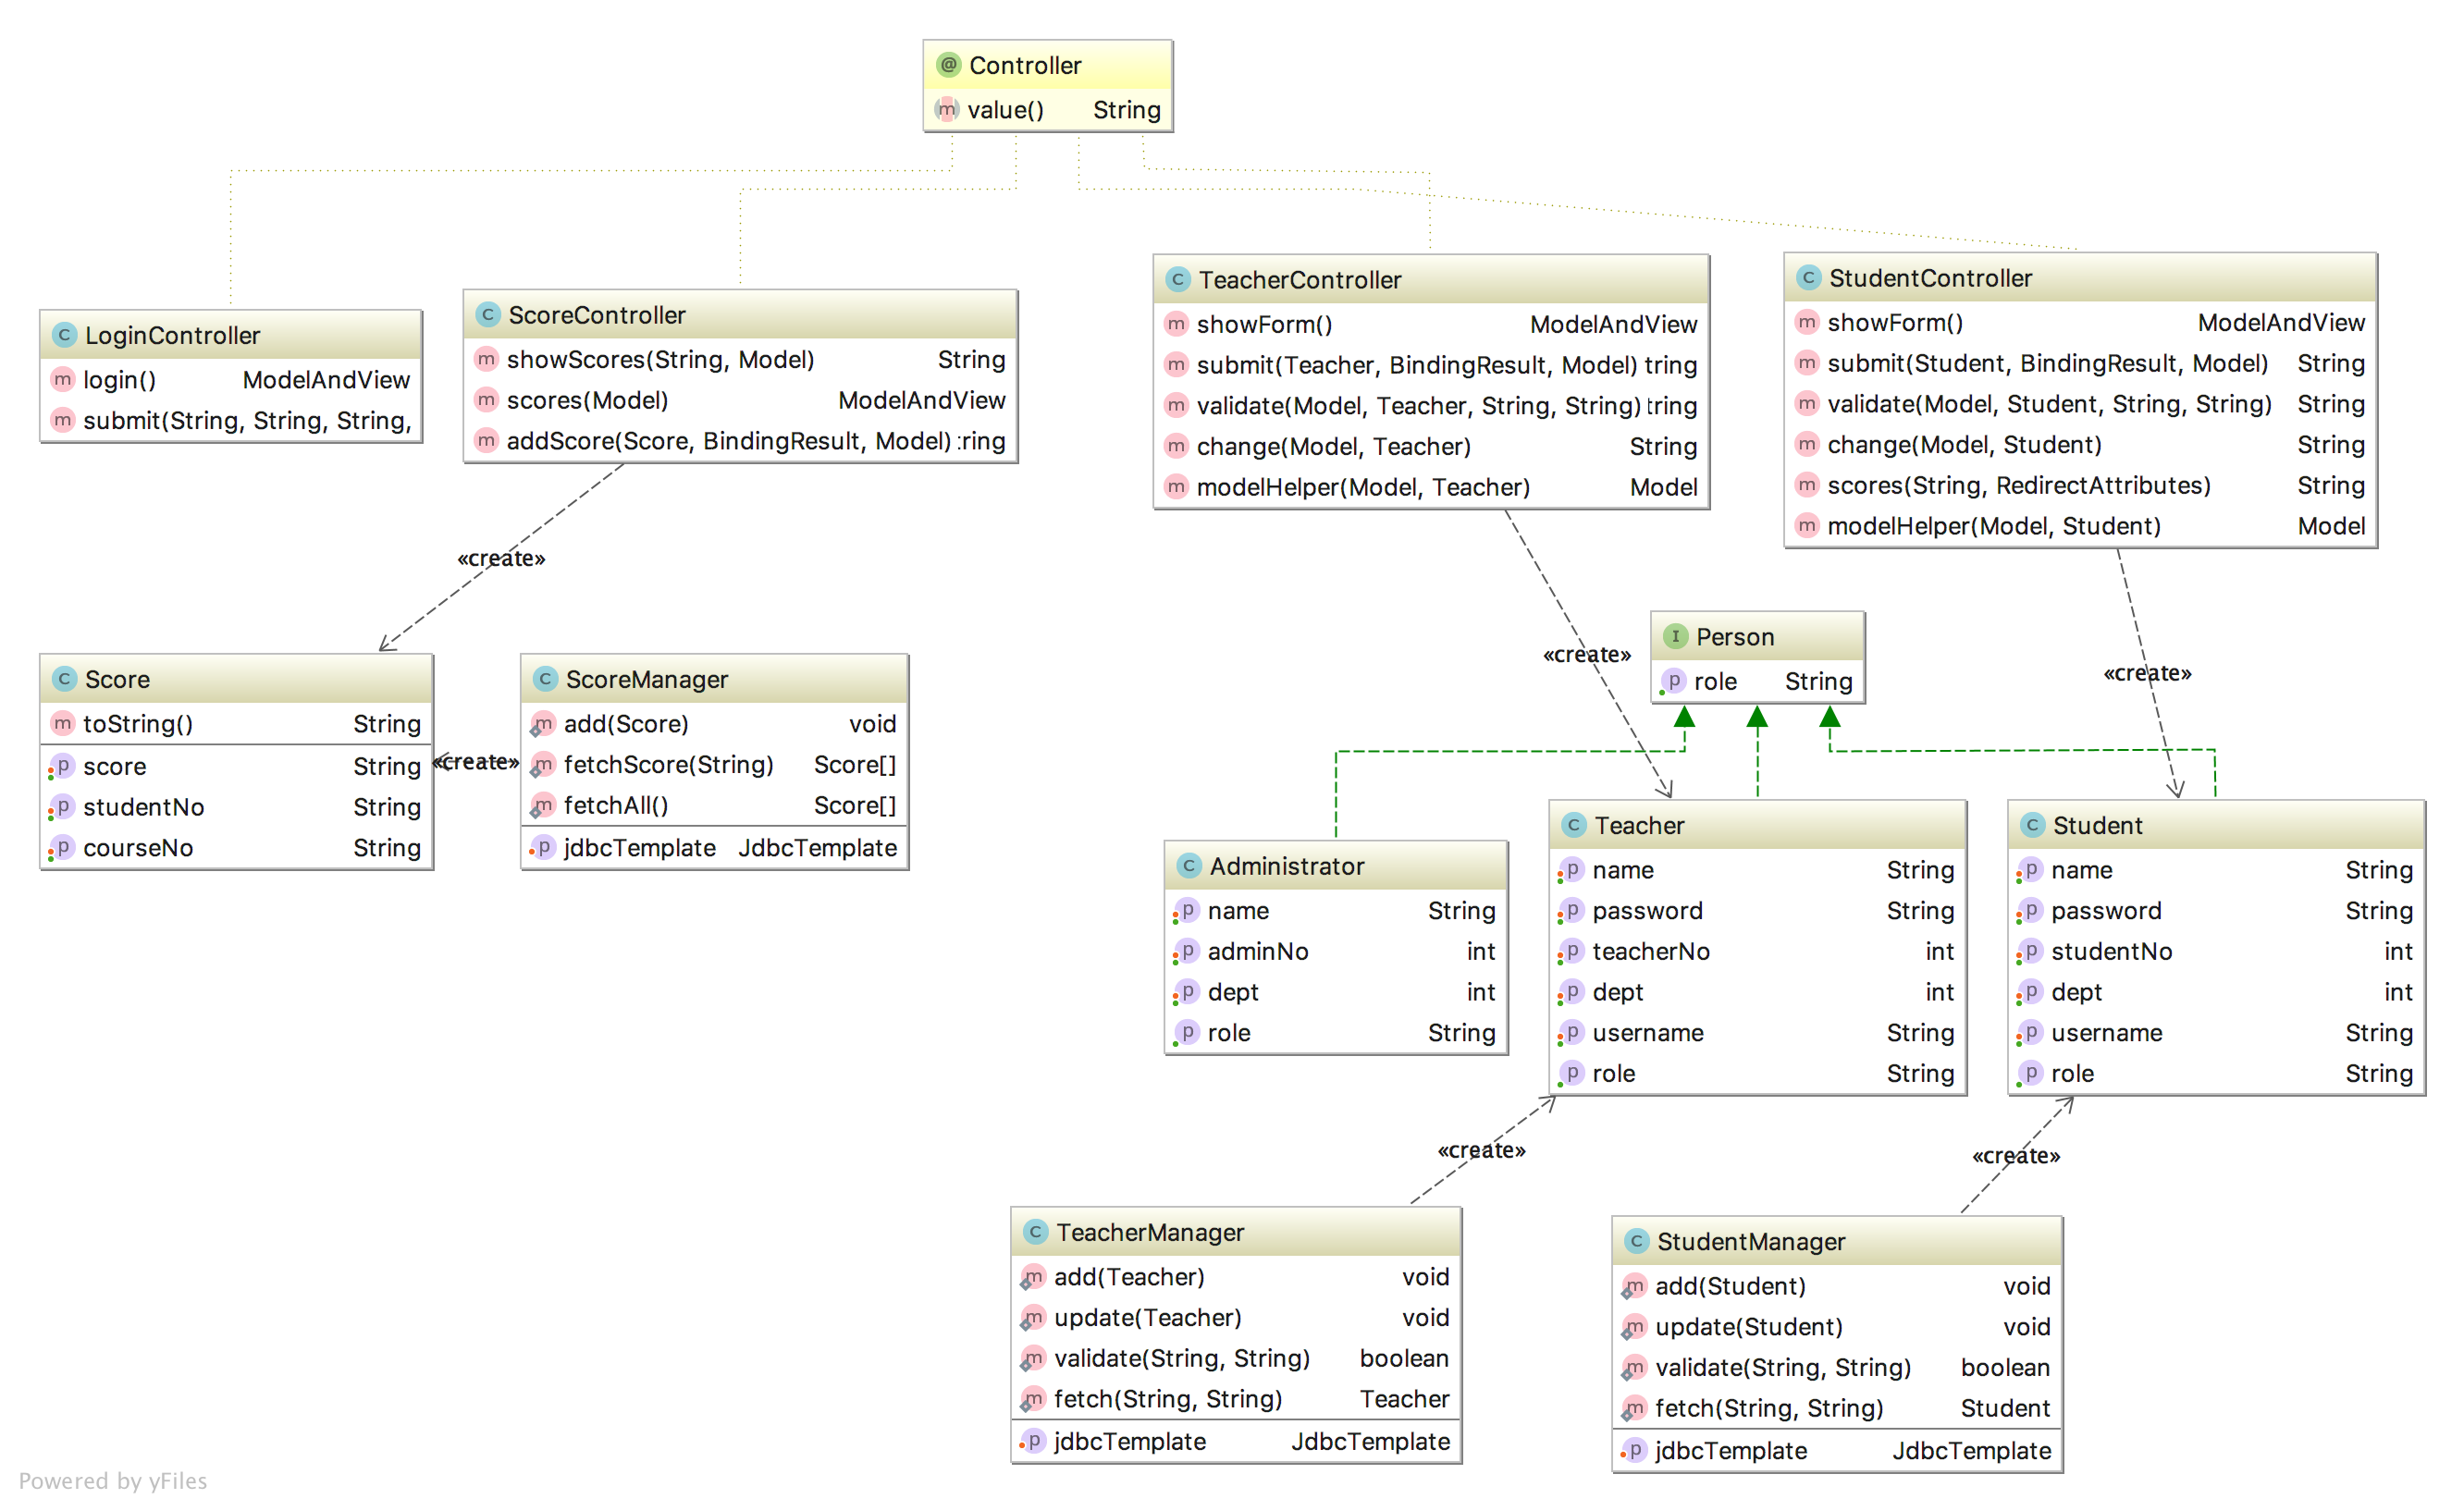 @ Controller
m value() String
C LoginController
m login() ModelAndView
m submit(String, String, String,
C ScoreController
m showScores(String, Model) String
m scores(Model) ModelAndView
m addScore(Score, BindingResult, Model) tring
C TeacherController
m showForm() ModelAndView
m submit(Teacher, BindingResult, Model) tring
m validate(Model, Teacher, String, String) tring
m change(Model, Teacher) String
m modelHelper(Model, Teacher) Model
C StudentController
m showForm() ModelAndView
m submit(Student, BindingResult, Model) String
m validate(Model, Student, String, String) String
m change(Model, Student) String
m scores(String, RedirectAttributes) String
m modelHelper(Model, Student) Model
«create»
«create»
«create»
C Score
m toString() String
p score String
p studentNo String
p courseNo String
«create»
C ScoreManager
m add(Score) void
m fetchScore(String) Score[]
m fetchAll() Score[]
p jdbcTemplate JdbcTemplate
I Person
p role String
C Administrator
p name String
p adminNo int
p dept int
p role String
C Teacher
p name String
p password String
p teacherNo int
p dept int
p username String
p role String
C Student
p name String
p password String
p studentNo int
p dept int
p username String
p role String
«create»
«create»
C TeacherManager
m add(Teacher) void
m update(Teacher) void
m validate(String, String) boolean
m fetch(String, String) Teacher
p jdbcTemplate JdbcTemplate
C StudentManager
m add(Student) void
m update(Student) void
m validate(String, String) boolean
m fetch(String, String) Student
p jdbcTemplate JdbcTemplate
Powered by yFiles